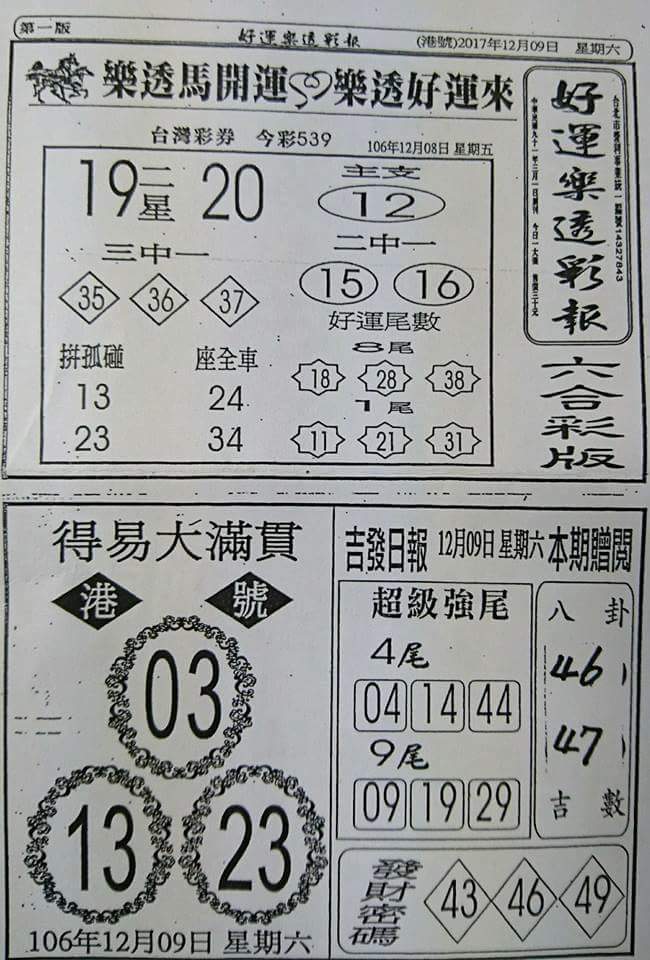 第一版 好運樂透彩報 (港號)2017年12月09日 星期六
樂透馬開運 樂透好運來
台灣彩券 今彩539 106年12月08日 星期五
19 二星 20
主支
12
三中一
35 36 37
二中一
15 16
好運尾數
8尾
18 28 38
1尾
11 21 31
拼孤碰 座全車
13 24
23 34
好運樂透彩報
六合彩版
得易大滿貫
港 號
03
13 23
106年12月09日 星期六
吉發日報 12月09日 星期六 本期贈閱
超級強尾
4尾
04 14 44
9尾
09 19 29
八卦
46
47
吉數
發財密碼
43 46 49